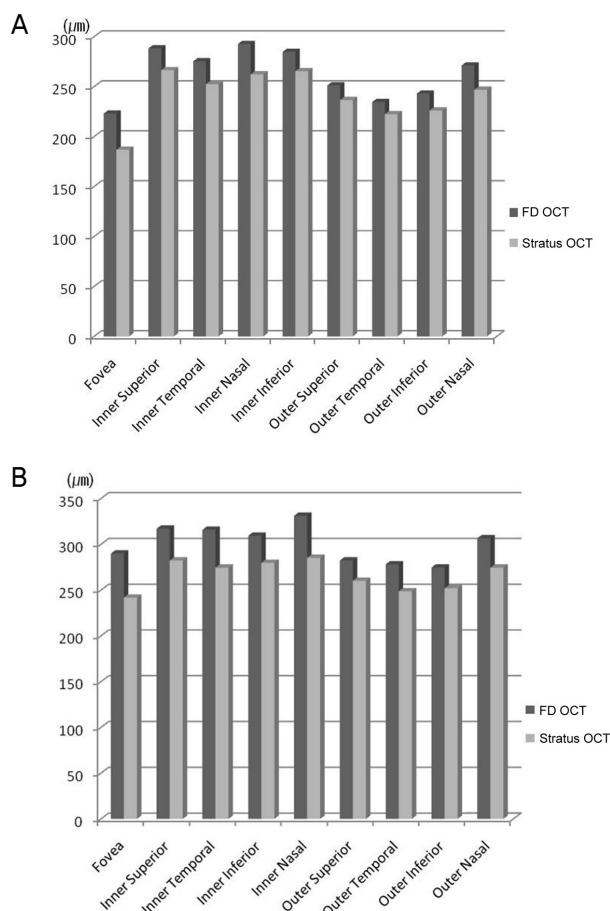 A
(μm)
300
250
200
150
100
50
0
FD OCT
Stratus OCT
Fovea
Inner Superior
Inner Temporal
Inner Nasal
Inner Inferior
Outer Superior
Outer Temporal
Outer Inferior
Outer Nasal
B
(μm)
350
300
250
200
150
100
50
0
FD OCT
Stratus OCT
Fovea
Inner Superior
Inner Temporal
Inner Inferior
Inner Nasal
Outer Superior
Outer Temporal
Outer Inferior
Outer Nasal